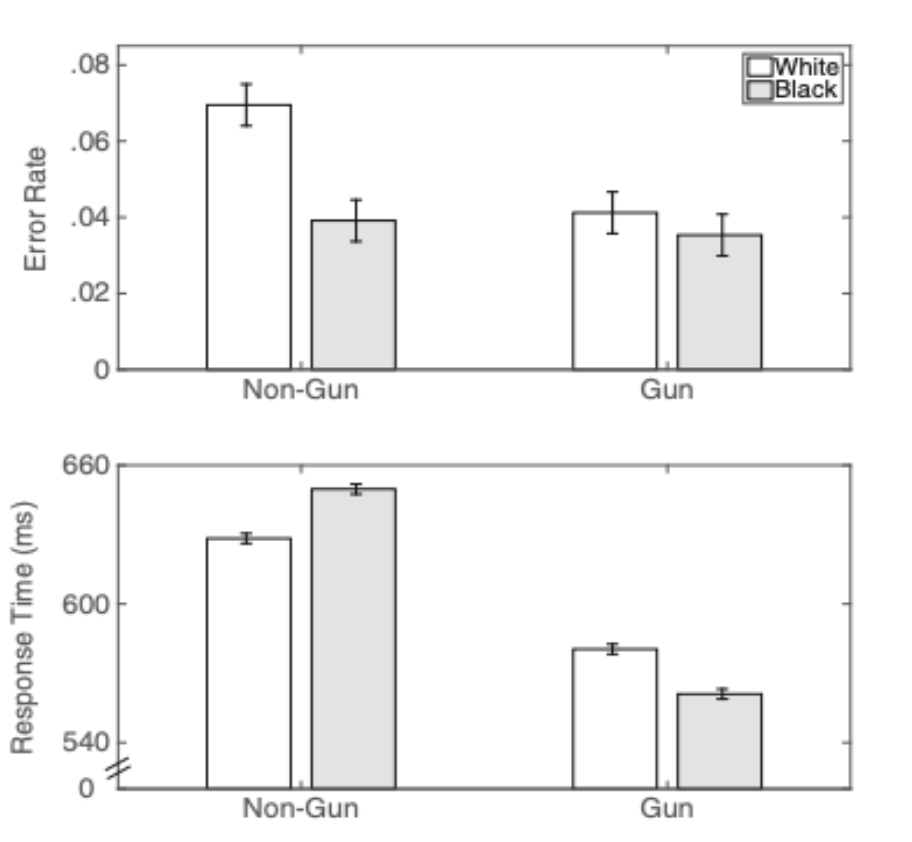 .08
.06
.04
.02
0
Error Rate
White
Black
Non-Gun Gun
660
600
540
0
Response Time (ms)
Non-Gun Gun